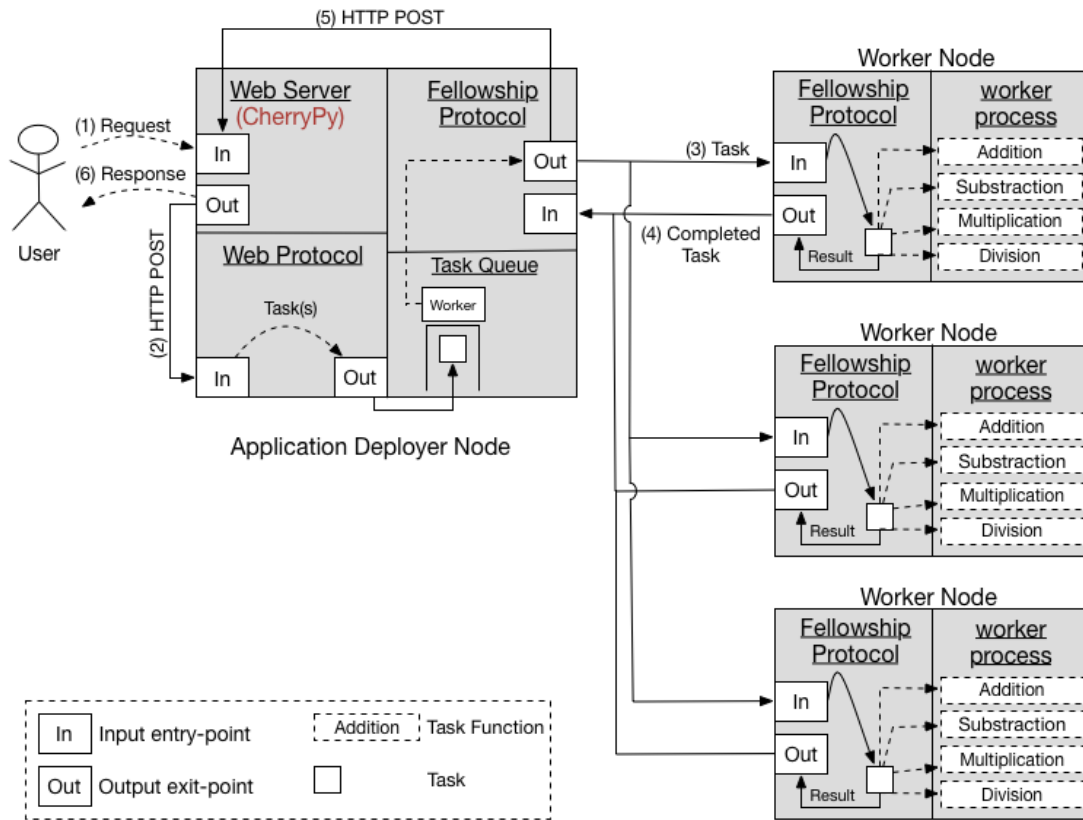 (5) HTTP POST
Web Server
(CherryPy)
Fellowship
Protocol
(1) Request
In
Out
(6) Response
Out
In
User
(2) HTTP POST
Web Protocol
Task Queue
Task(s)
Worker
In
Out
Application Deployer Node
(3) Task
(4) Completed
Task
Worker Node
Fellowship
Protocol
worker
process
In
Out
Result
Addition
Substraction
Multiplication
Division
Worker Node
Fellowship
Protocol
worker
process
In
Out
Result
Addition
Substraction
Multiplication
Division
Worker Node
Fellowship
Protocol
worker
process
In
Out
Result
Addition
Substraction
Multiplication
Division
In Input entry-point
Addition Task Function
Out Output exit-point
Task